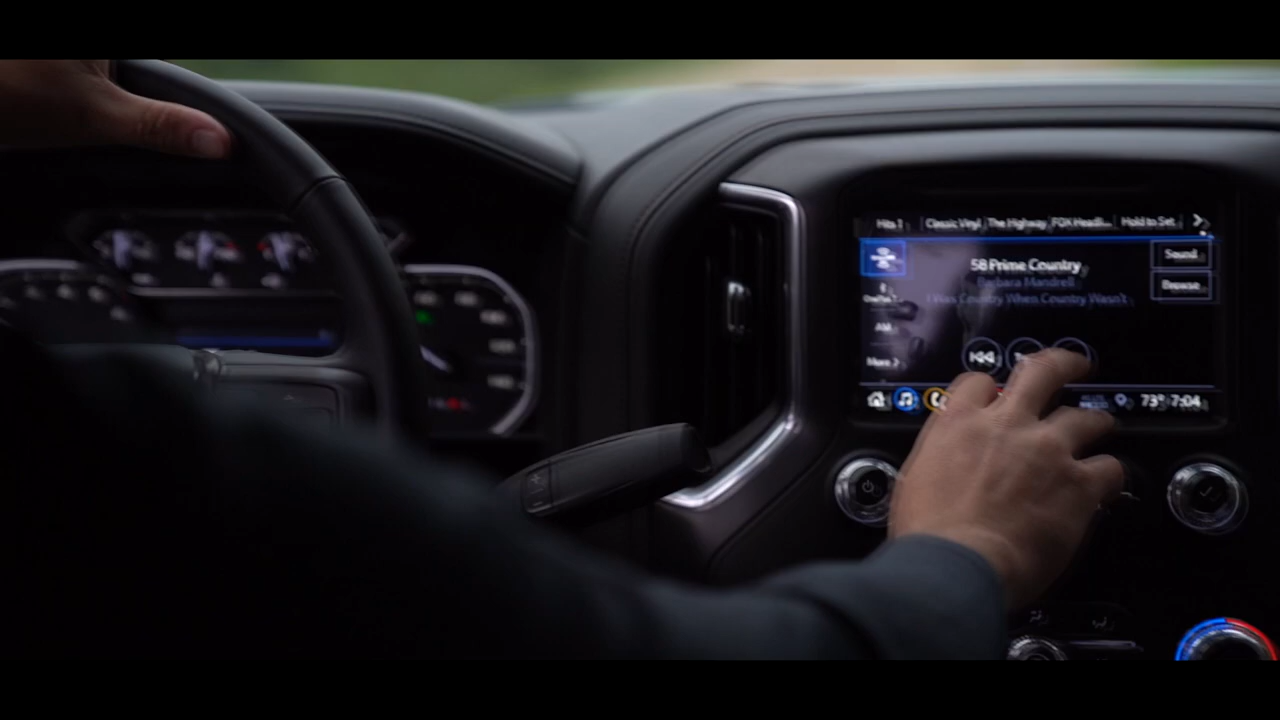 Hits 1 Classic Vinyl The Highway FOX Headli... Hold to Set
58 Prime Country
Barbara Mandrell
I Was Country When Country Wasn't
Sound
Browse
AM
More
73° 7:04